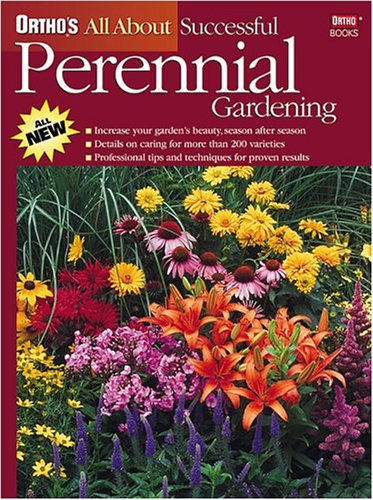 ORTHO'S All About Successful
Perennial
Gardening
ORTHO®
BOOKS
ALL
NEW
■ Increase your garden's beauty, season after season
■ Details on caring for more than 200 varieties
■ Professional tips and techniques for proven results